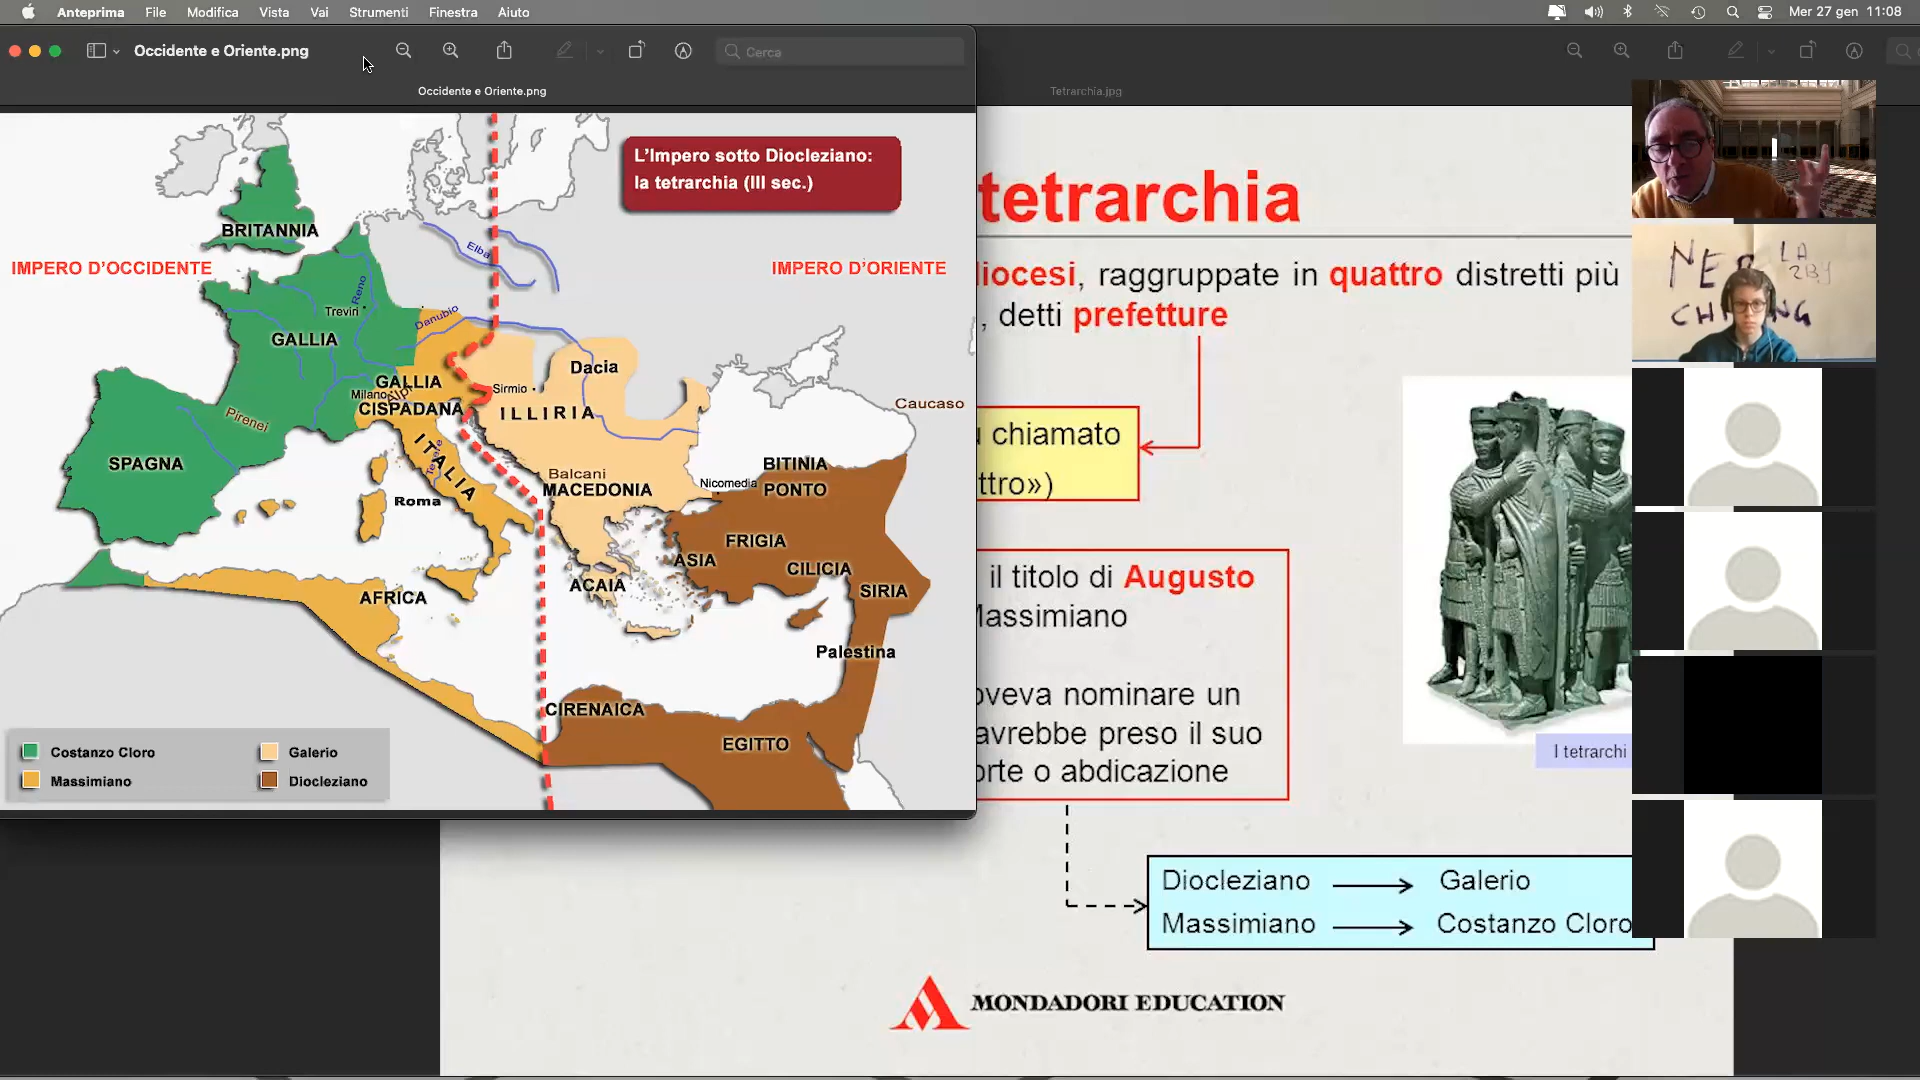 Anteprima File Modifica Vista Vai Strumenti Finestra Aiuto Mer 27 gen 11:08
Occidente e Oriente.png Cerca
Occidente e Oriente.png Tetrarchia.jpg
L'Impero sotto Diocleziano:
la tetrarchia (III sec.)
IMPERO D'OCCIDENTE
IMPERO D'ORIENTE
BRITANNIA
Elba
Reno
Treviri
Danubio
GALLIA
Dacia
GALLIA
CISPADANA
Milano
Alpi
Sirmio
ILLIRIA
Caucaso
Pirenei
SPAGNA
ITALIA
Tevere
Roma
Balcani
MACEDONIA
BITINIA
Nicomedia
PONTO
FRIGIA
ASIA
CILICIA
ACAIA
SIRIA
AFRICA
Palestina
CIRENAICA
EGITTO
Costanzo Cloro
Galerio
Massimiano
Diocleziano
tetrarchia
diocesi, raggruppate in quattro distretti più
, detti prefetture
chiamato
ttro»)
il titolo di Augusto
Massimiano
oveva nominare un
avrebbe preso il suo
orte o abdicazione
I tetrarchi
Diocleziano → Galerio
Massimiano → Costanzo Cloro
MONDADORI EDUCATION
LA
2BY